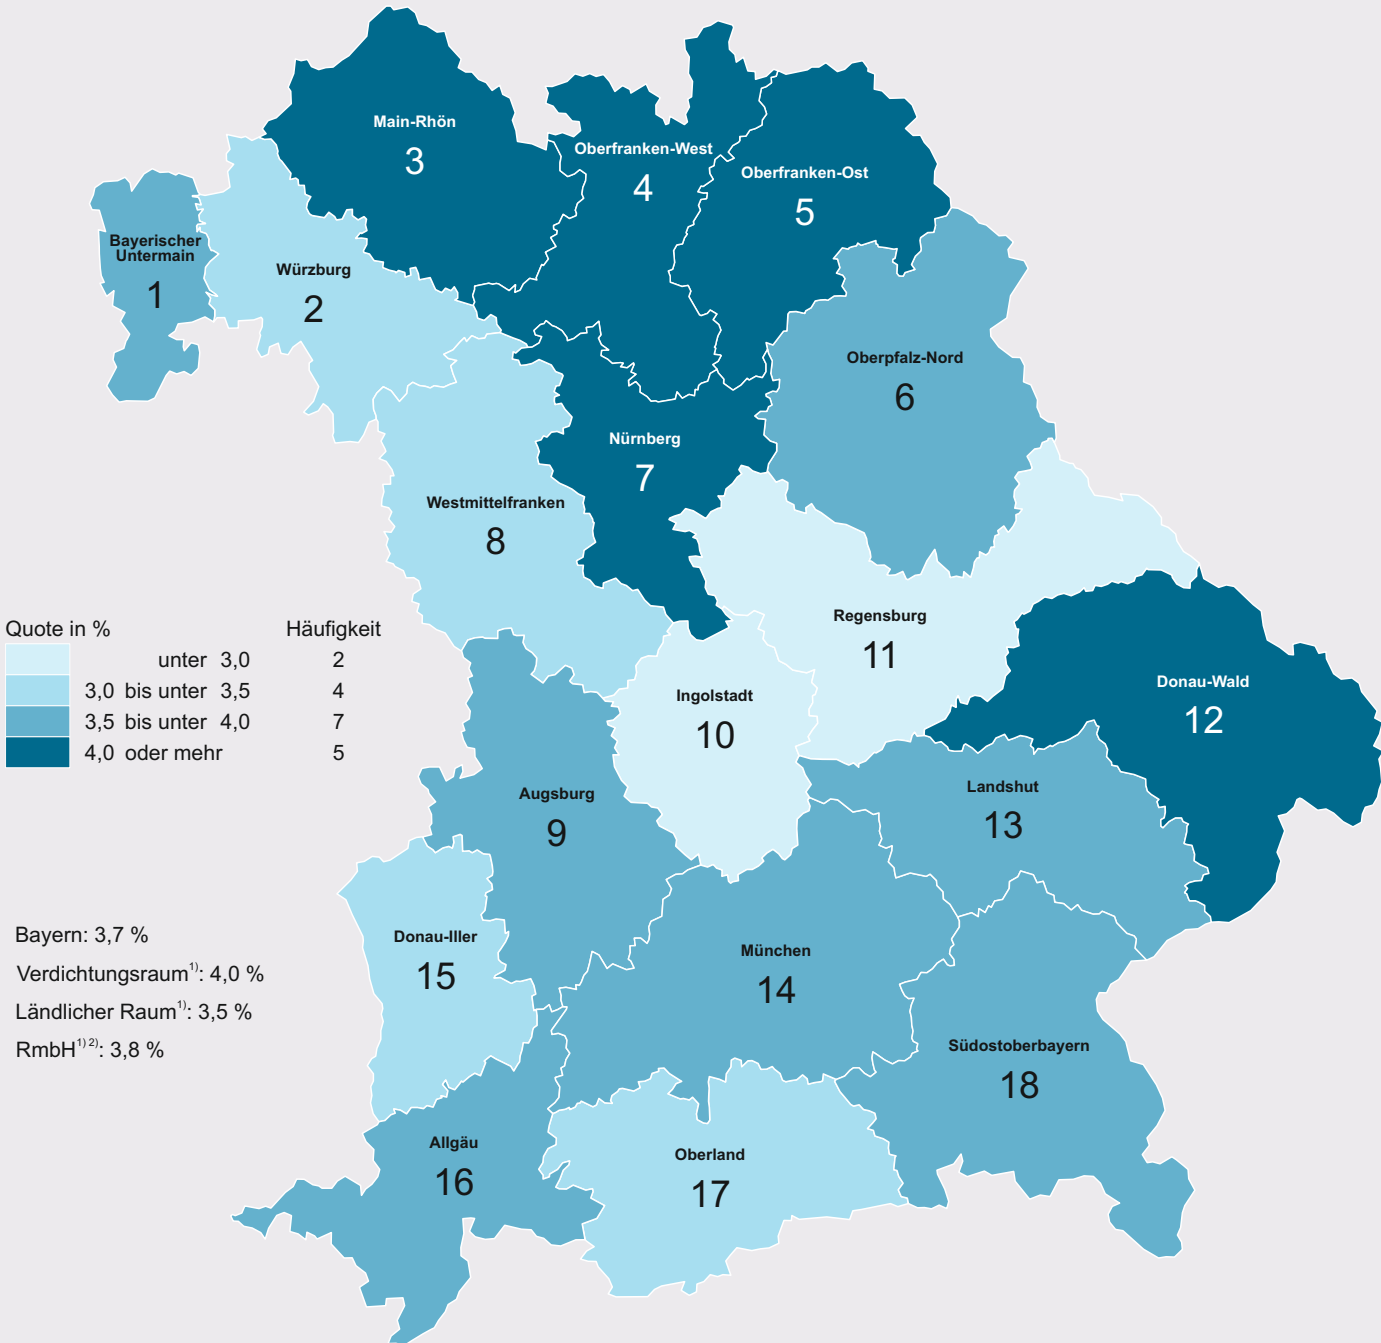 Main-Rhön
3
Oberfranken-West
4
Oberfranken-Ost
5
Bayerischer
Untermain
1
Würzburg
2
Oberpfalz-Nord
6
Nürnberg
7
Westmittelfranken
8
Regensburg
11
Quote in % Häufigkeit
unter 3,0 2
3,0 bis unter 3,5 4
3,5 bis unter 4,0 7
4,0 oder mehr 5
Ingolstadt
10
Donau-Wald
12
Augsburg
9
Landshut
13
Bayern: 3,7 %
Verdichtungsraum1): 4,0 %
Ländlicher Raum1): 3,5 %
RmbH1) 2): 3,8 %
Donau-Iller
15
München
14
Südostoberbayern
18
Allgäu
16
Oberland
17